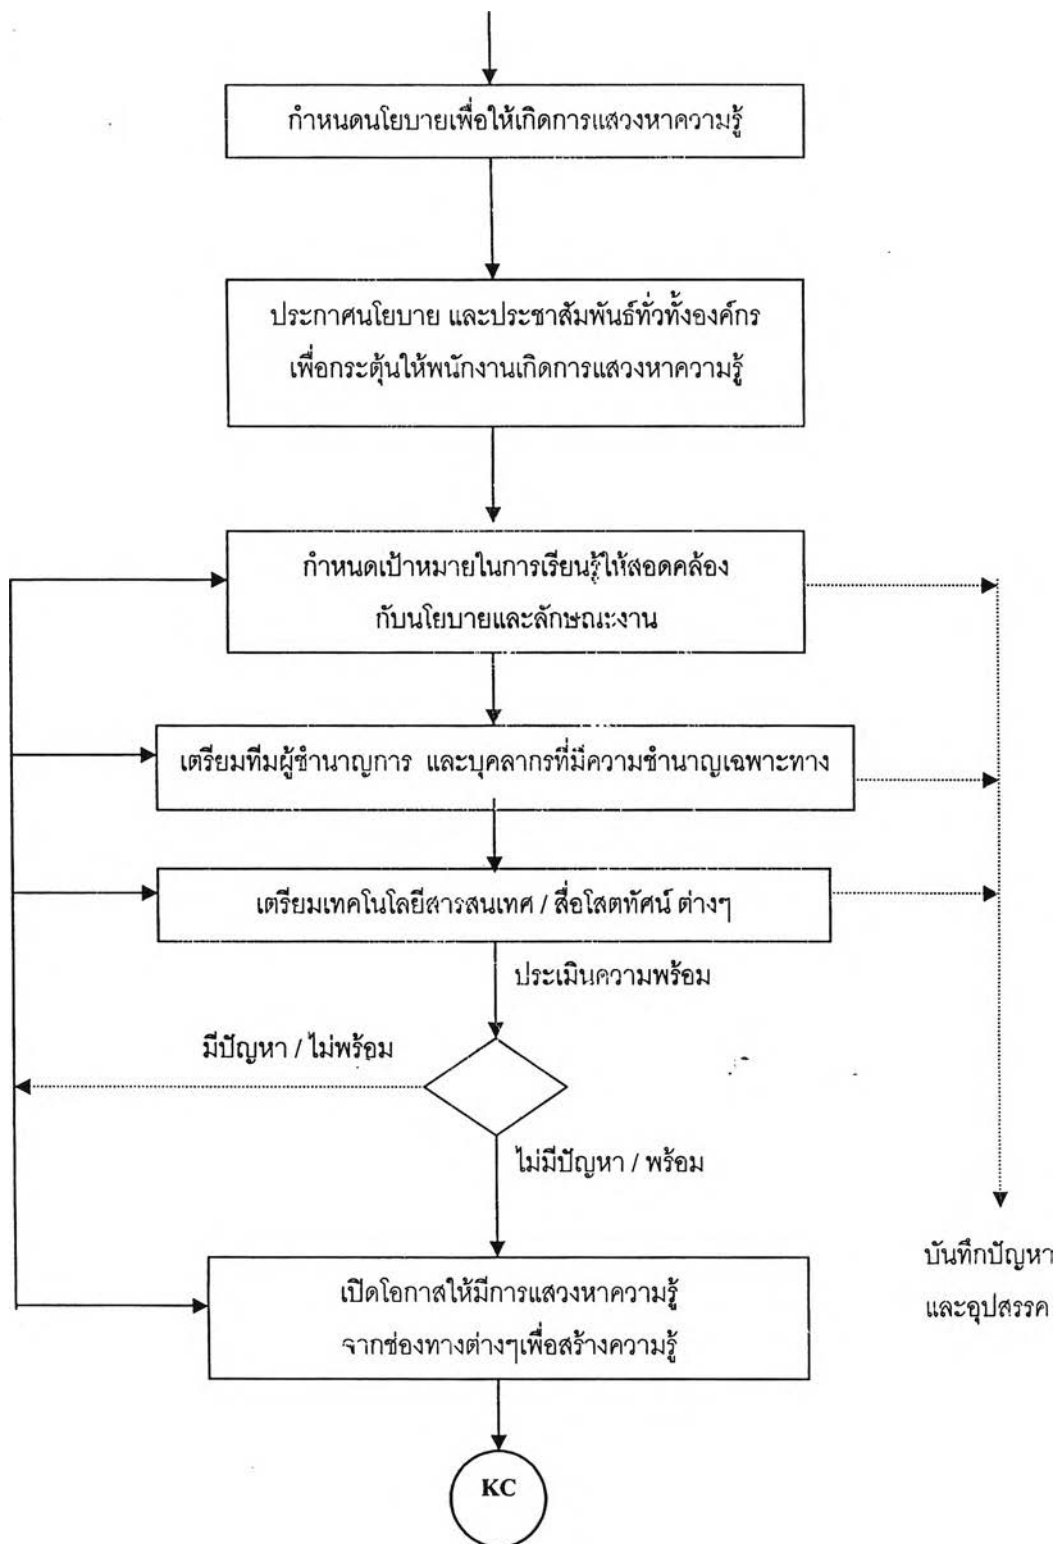 กำหนดนโยบายเพื่อให้เกิดการแสวงหาความรู้
ประกาศนโยบาย และประชาสัมพันธ์ทั่วทั้งองค์กร
เพื่อกระตุ้นให้พนักงานเกิดการแสวงหาความรู้
กำหนดเป้าหมายในการเรียนรู้ให้สอดคล้อง
กับนโยบายและลักษณะงาน
เตรียมทีมผู้ชำนาญการ และบุคลากรที่มีความชำนาญเฉพาะทาง
เตรียมเทคโนโลยีสารสนเทศ / สื่อโสตทัศน์ ต่างๆ
ประเมินความพร้อม
มีปัญหา / ไม่พร้อม
ไม่มีปัญหา / พร้อม
บันทึกปัญหา
และอุปสรรค
เปิดโอกาสให้มีการแสวงหาความรู้
จากช่องทางต่างๆเพื่อสร้างความรู้
KC